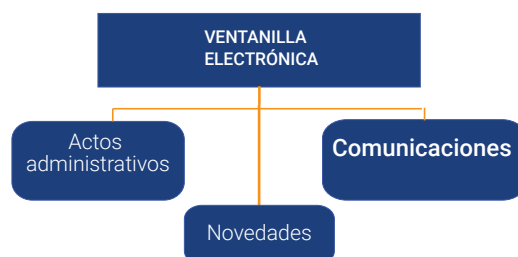 VENTANILLA
ELECTRÓNICA
Actos
administrativos
Comunicaciones
Novedades